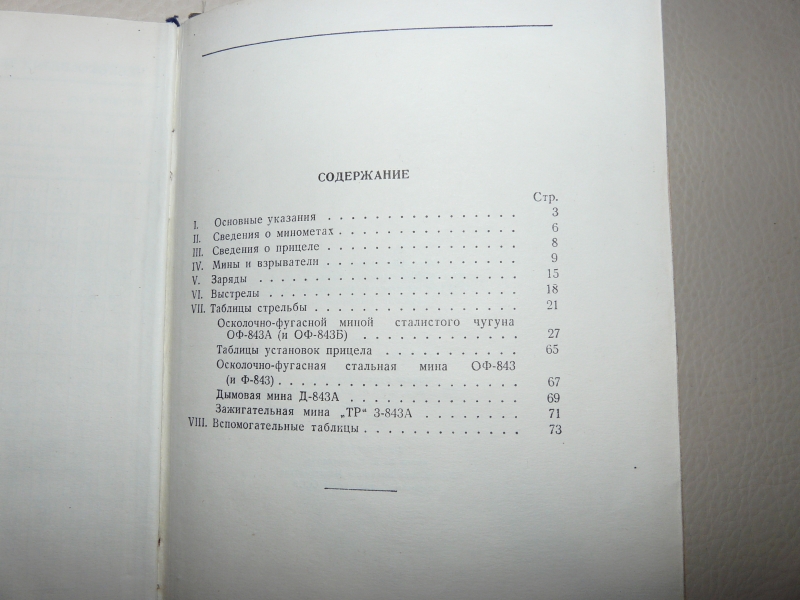 СОДЕРЖАНИЕ
Стр.
I. Основные указания . . . . . . . . . . . . . . . . 3
II. Сведения о минометах . . . . . . . . . . . . . . . 6
III. Сведения о прицеле . . . . . . . . . . . . . . . . 8
IV. Мины и взрыватели . . . . . . . . . . . . . . . . 9
V. Заряды . . . . . . . . . . . . . . . . . . . . 15
VI. Выстрелы . . . . . . . . . . . . . . . . . . . 18
VII. Таблицы стрельбы . . . . . . . . . . . . . . . . 21
Осколочно-фугасной миной сталистого чугуна
ОФ-843А (и ОФ-843Б) . . . . . . . . . . . . . 27
Таблицы установок прицела . . . . . . . . . . . 65
Осколочно-фугасная стальная мина ОФ-843
(и Ф-843) . . . . . . . . . . . . . . . . . . 67
Дымовая мина Д-843А . . . . . . . . . . . . . 69
Зажигательная мина „ТР“ З-843А . . . . . . . . 71
VIII. Вспомогательные таблицы . . . . . . . . . . . . . 73